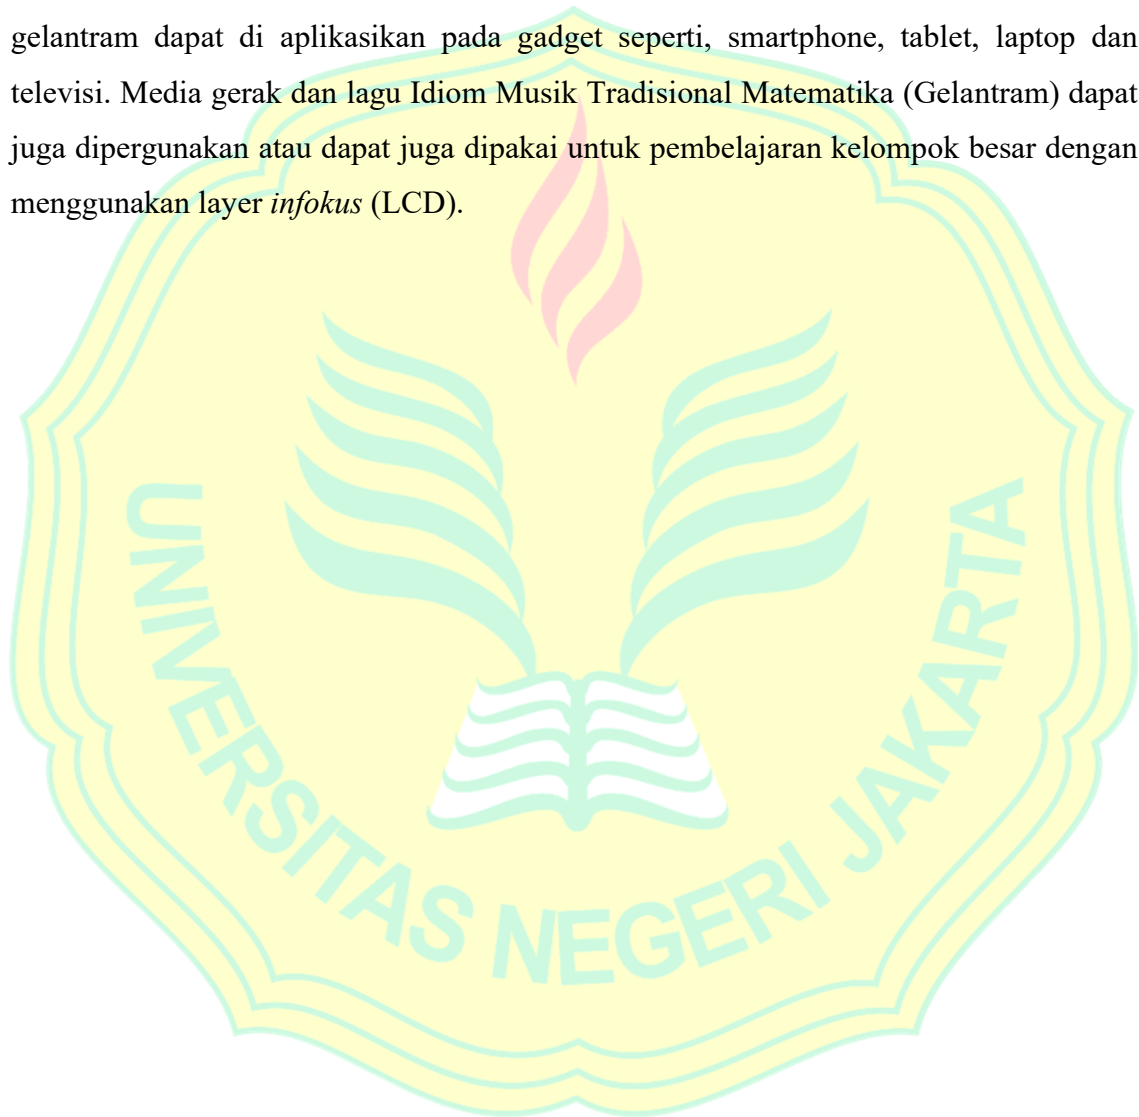 gelantram dapat di aplikasikan pada gadget seperti, smartphone, tablet, laptop dan
televisi. Media gerak dan lagu Idiom Musik Tradisional Matematika (Gelantram) dapat
juga dipergunakan atau dapat juga dipakai untuk pembelajaran kelompok besar dengan
menggunakan layer infokus (LCD).
UNIVERSITAS NEGERI JAKARTA